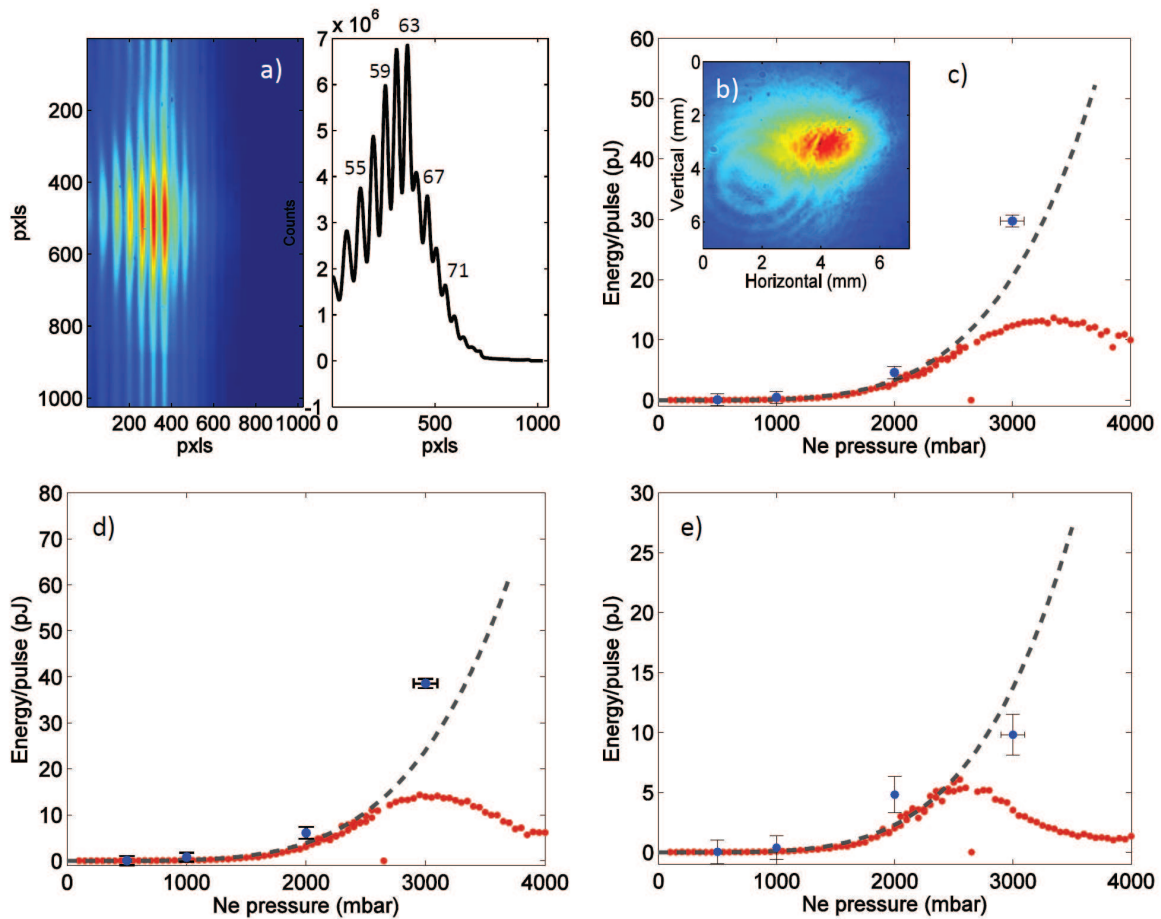 a)
pxls
200
400
600
800
1000
200 400 600 800 1000
pxls
x 10⁶
Counts
7
6
5
4
3
2
1
0
-1
55
59
63
67
71
0 500 1000
pxls
c)
Energy/pulse (pJ)
60
50
40
30
20
10
0
0 1000 2000 3000 4000
Ne pressure (mbar)
b)
Vertical (mm)
0
2
4
6
0 2 4 6
Horizontal (mm)
d)
Energy/pulse (pJ)
80
70
60
50
40
30
20
10
0
0 1000 2000 3000 4000
Ne pressure (mbar)
e)
Energy/pulse (pJ)
30
25
20
15
10
5
0
0 1000 2000 3000 4000
Ne pressure (mbar)